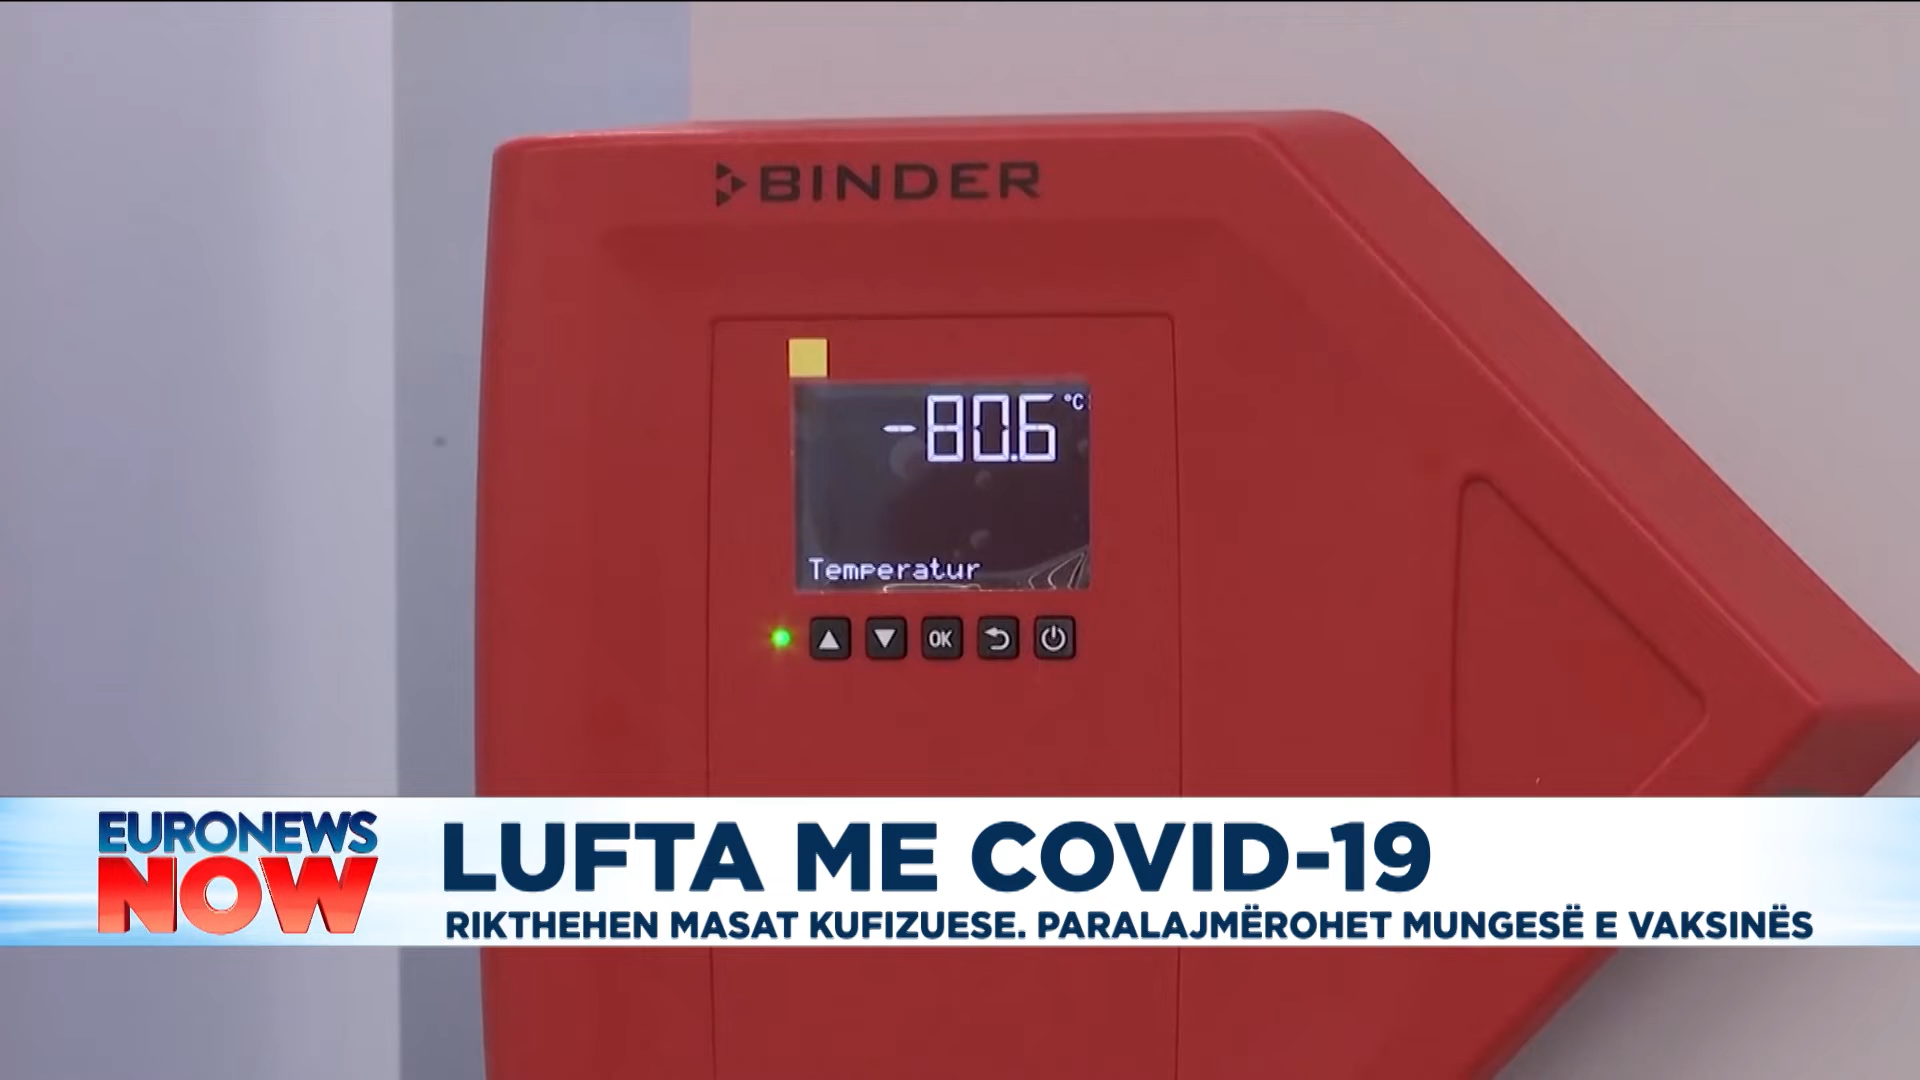 BINDER
-80.6 °C
Temperatur
OK
EURONEWS
NOW
LUFTA ME COVID-19
RIKTHEHEN MASAT KUFIZUESE. PARALAJMËROHET MUNGESË E VAKSINËS